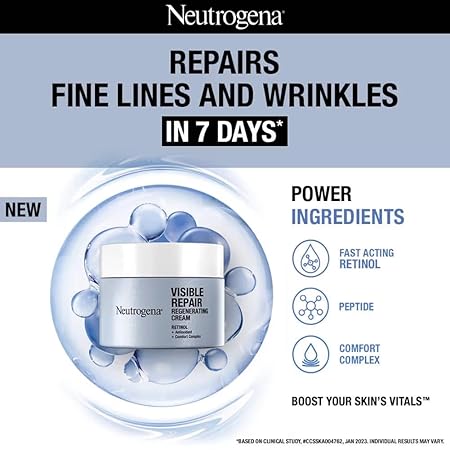 Neutrogena®
REPAIRS
FINE LINES AND WRINKLES
IN 7 DAYS*
NEW
Neutrogena®
VISIBLE
REPAIR
REGENERATING
CREAM
RETINOL
+ Antioxidant
+ Comfort Complex
POWER
INGREDIENTS
FAST ACTING
RETINOL
PEPTIDE
COMFORT
COMPLEX
BOOST YOUR SKIN'S VITALS™
*BASED ON CLINICAL STUDY, #CCSSKA004762, JAN 2023. INDIVIDUAL RESULTS MAY VARY.